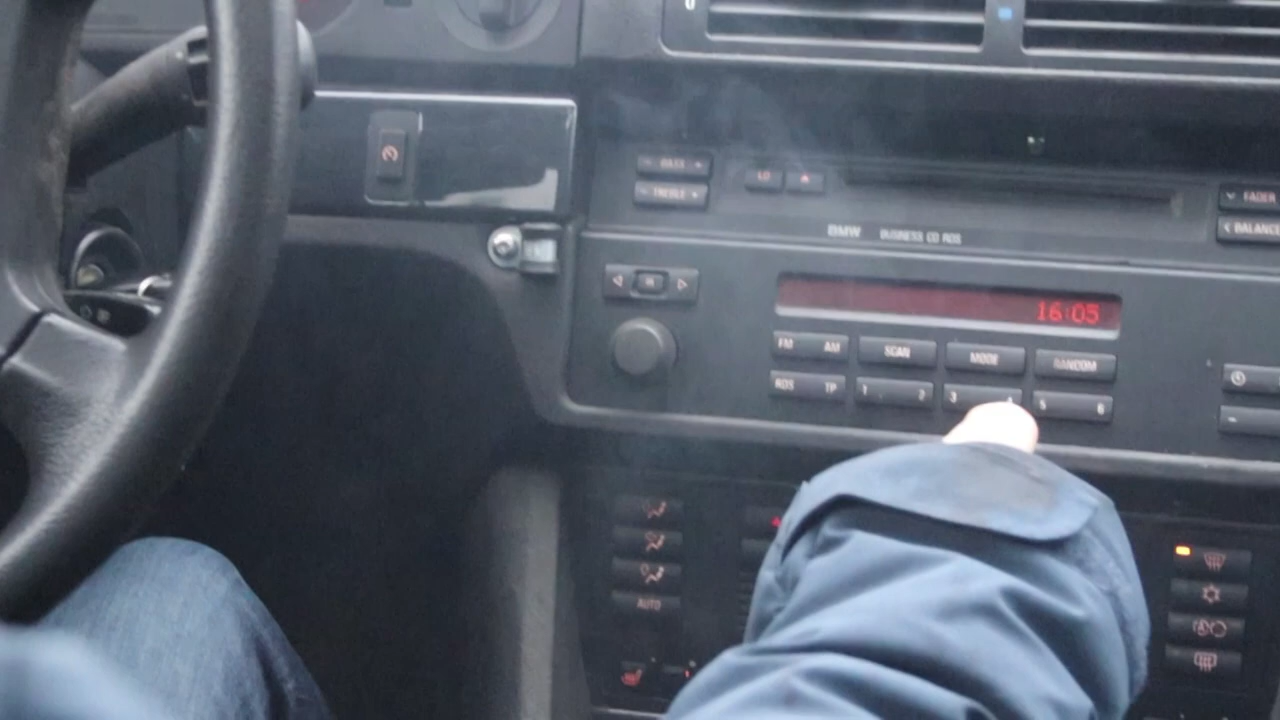 - BASS +
- TREBLE +
LO
FADER
< BALANCE
BMW BUSINESS CD RDS
16:05
FM AM
SCAN
MODE
RANDOM
RDS TP
1 2
3 4
5 6
AUTO